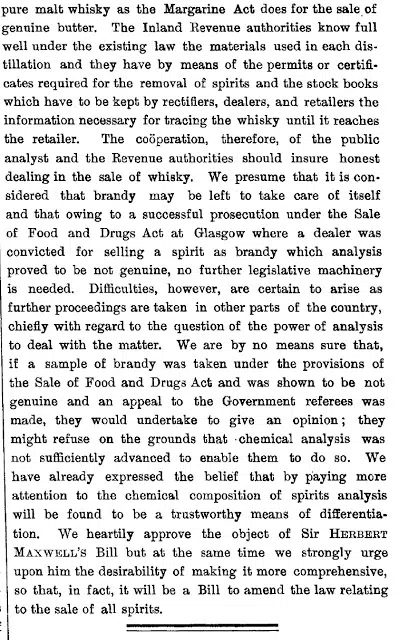 pure malt whisky as the Margarine Act does for the sale of
genuine butter. The Inland Revenue authorities know full
well under the existing law the materials used in each dis-
tillation and they have by means of the permits or certifi-
cates required for the removal of spirits and the stock books
which have to be kept by rectifiers, dealers, and retailers the
information necessary for tracing the whisky until it reaches
the retailer. The coöperation, therefore, of the public
analyst and the Revenue authorities should insure honest
dealing in the sale of whisky. We presume that it is con-
sidered that brandy may be left to take care of itself
and that owing to a successful prosecution under the Sale
of Food and Drugs Act at Glasgow where a dealer was
convicted for selling a spirit as brandy which analysis
proved to be not genuine, no further legislative machinery
is needed. Difficulties, however, are certain to arise as
further proceedings are taken in other parts of the country,
chiefly with regard to the question of the power of analysis
to deal with the matter. We are by no means sure that,
if a sample of brandy was taken under the provisions of
the Sale of Food and Drugs Act and was shown to be not
genuine and an appeal to the Government referees was
made, they would undertake to give an opinion; they
might refuse on the grounds that chemical analysis was
not sufficiently advanced to enable them to do so. We
have already expressed the belief that by paying more
attention to the chemical composition of spirits analysis
will be found to be a trustworthy means of differentia-
tion. We heartily approve the object of Sir HERBERT
MAXWELL'S Bill but at the same time we strongly urge
upon him the desirability of making it more comprehensive,
so that, in fact, it will be a Bill to amend the law relating
to the sale of all spirits.